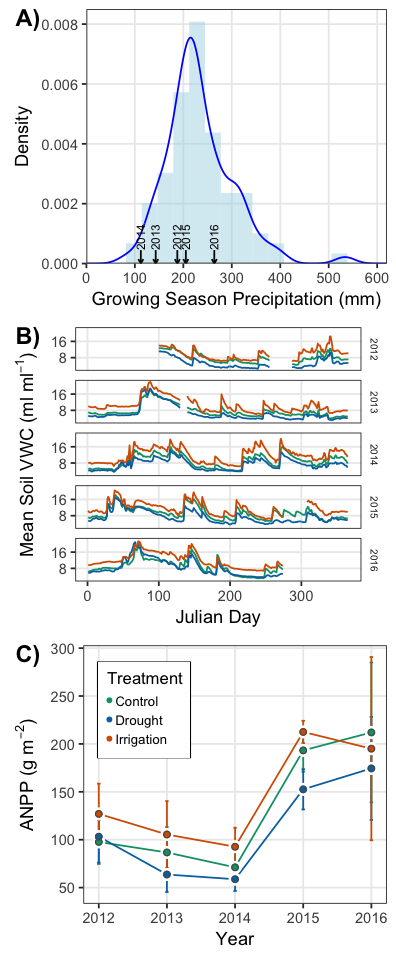 A)
Density
0.008
0.006
0.004
0.002
0.000
2014
2013
2012
2015
2016
0 100 200 300 400 500 600
Growing Season Precipitation (mm)
B)
Mean Soil VWC (ml ml⁻¹)
16
8
2012
16
8
2013
16
8
2014
16
8
2015
16
8
2016
0 100 200 300
Julian Day
C)
ANPP (g m⁻²)
300
250
200
150
100
50
Treatment
Control
Drought
Irrigation
2012 2013 2014 2015 2016
Year